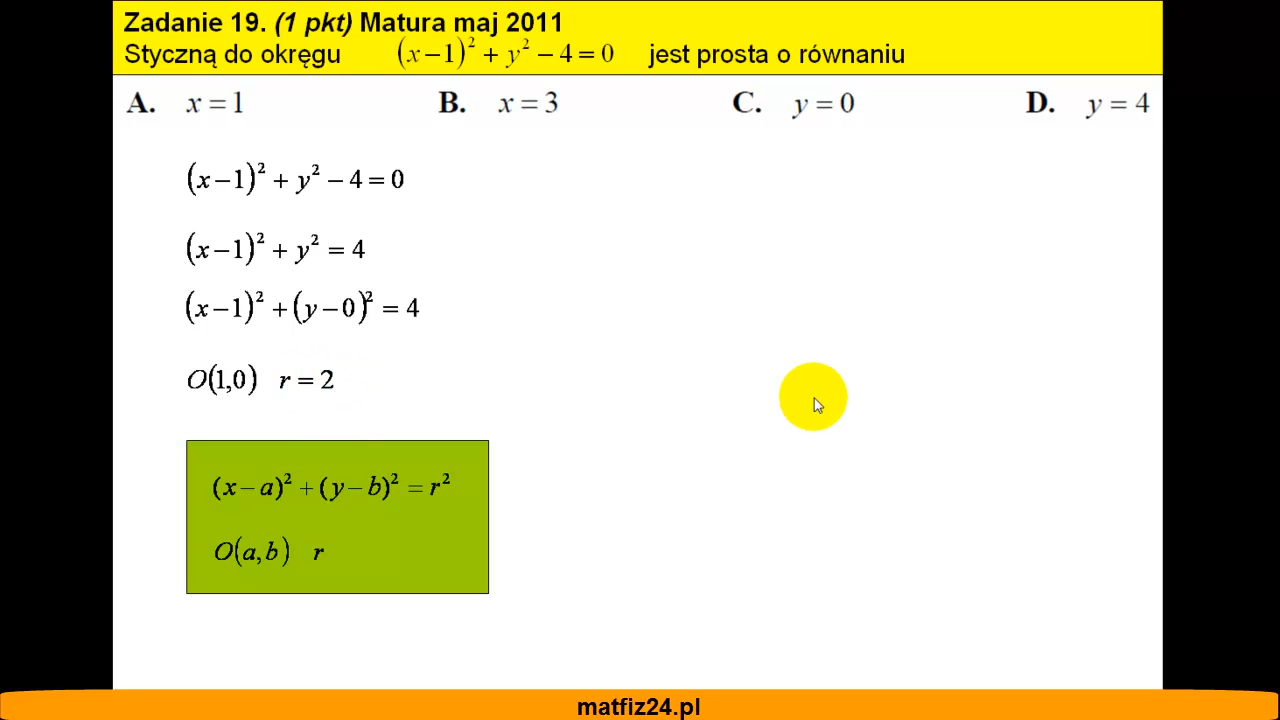 Zadanie 19. (1 pkt) Matura maj 2011
Styczną do okręgu (x−1)² + y² − 4 = 0 jest prosta o równaniu
A. x = 1 B. x = 3 C. y = 0 D. y = 4
(x−1)² + y² − 4 = 0
(x−1)² + y² = 4
(x−1)² + (y−0)² = 4
O(1,0) r = 2
(x−a)² + (y−b)² = r²
O(a,b) r
matfiz24.pl